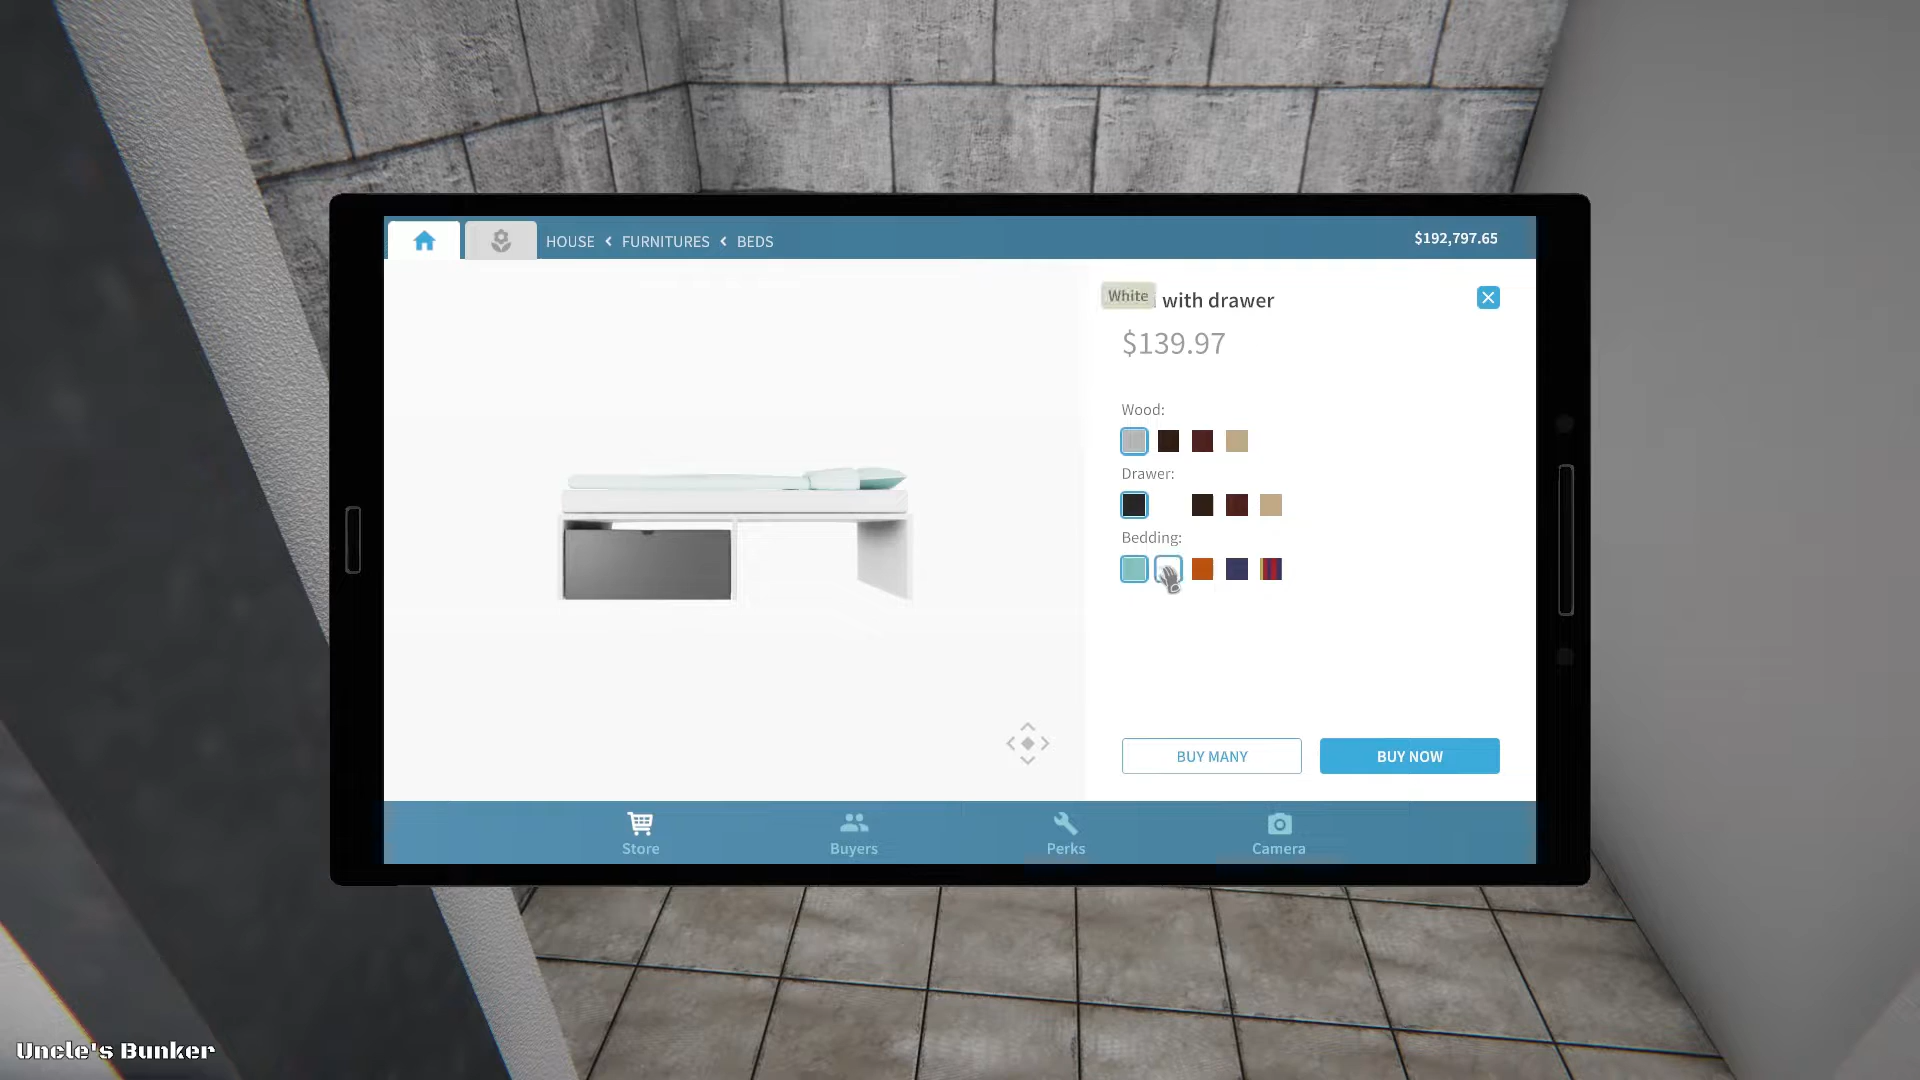 HOUSE < FURNITURES < BEDS
$192,797.65
White
with drawer
$139.97
Wood:
Drawer:
Bedding:
BUY MANY
BUY NOW
Store
Buyers
Perks
Camera
Uncle's Bunker